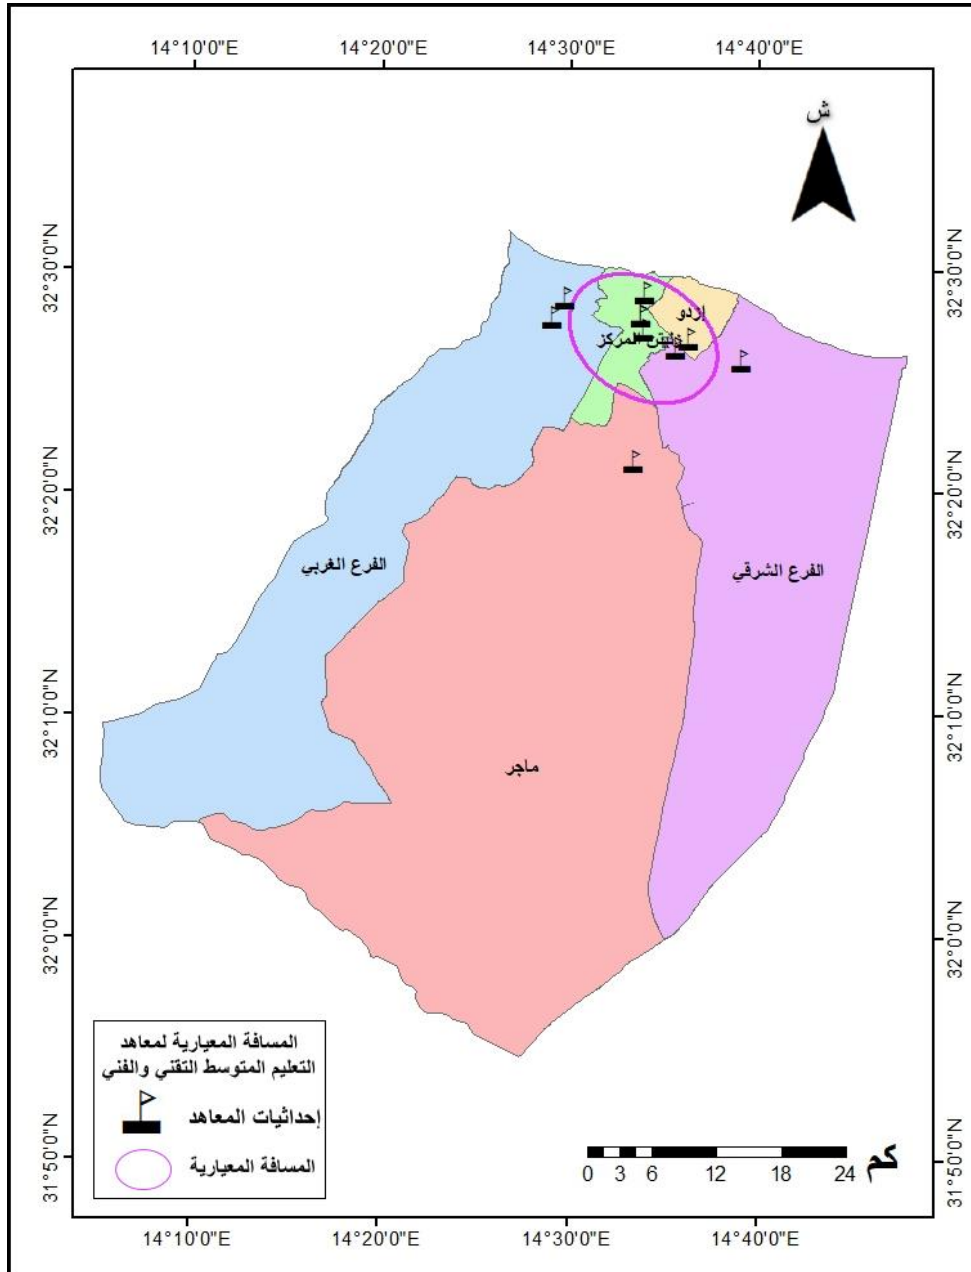 14°10'0"E 14°20'0"E 14°30'0"E 14°40'0"E
ش
32°30'0"N 32°30'0"N
إزدو
زليتن المركز
32°20'0"N 32°20'0"N
الفرع الغربي
الفرع الشرقي
32°10'0"N 32°10'0"N
ماجر
32°0'0"N 32°0'0"N
المسافة المعيارية لمعاهد
التعليم المتوسط التقني والفني
إحداثيات المعاهد
المسافة المعيارية
31°50'0"N 31°50'0"N
كم
0 3 6 12 18 24
14°10'0"E 14°20'0"E 14°30'0"E 14°40'0"E